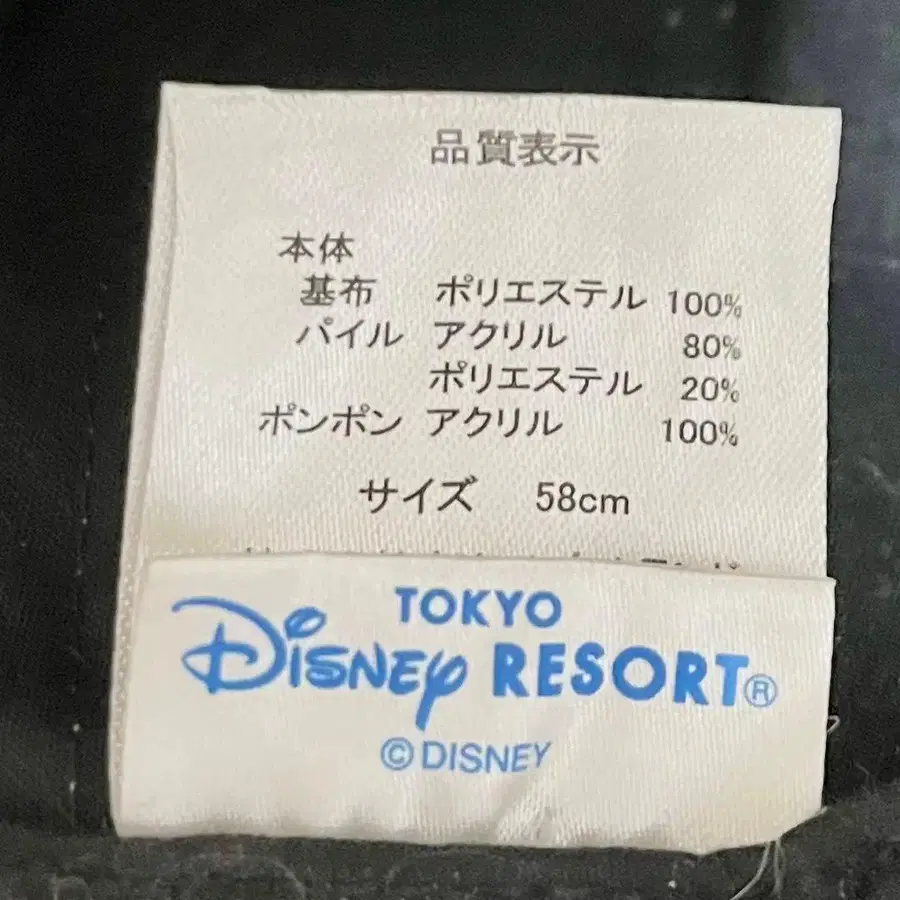 品質表示
本体
基布 ポリエステル 100%
パイル アクリル 80%
ポリエステル 20%
ポンポン アクリル 100%
サイズ 58cm
TOKYO
Disney RESORT®
©DISNEY